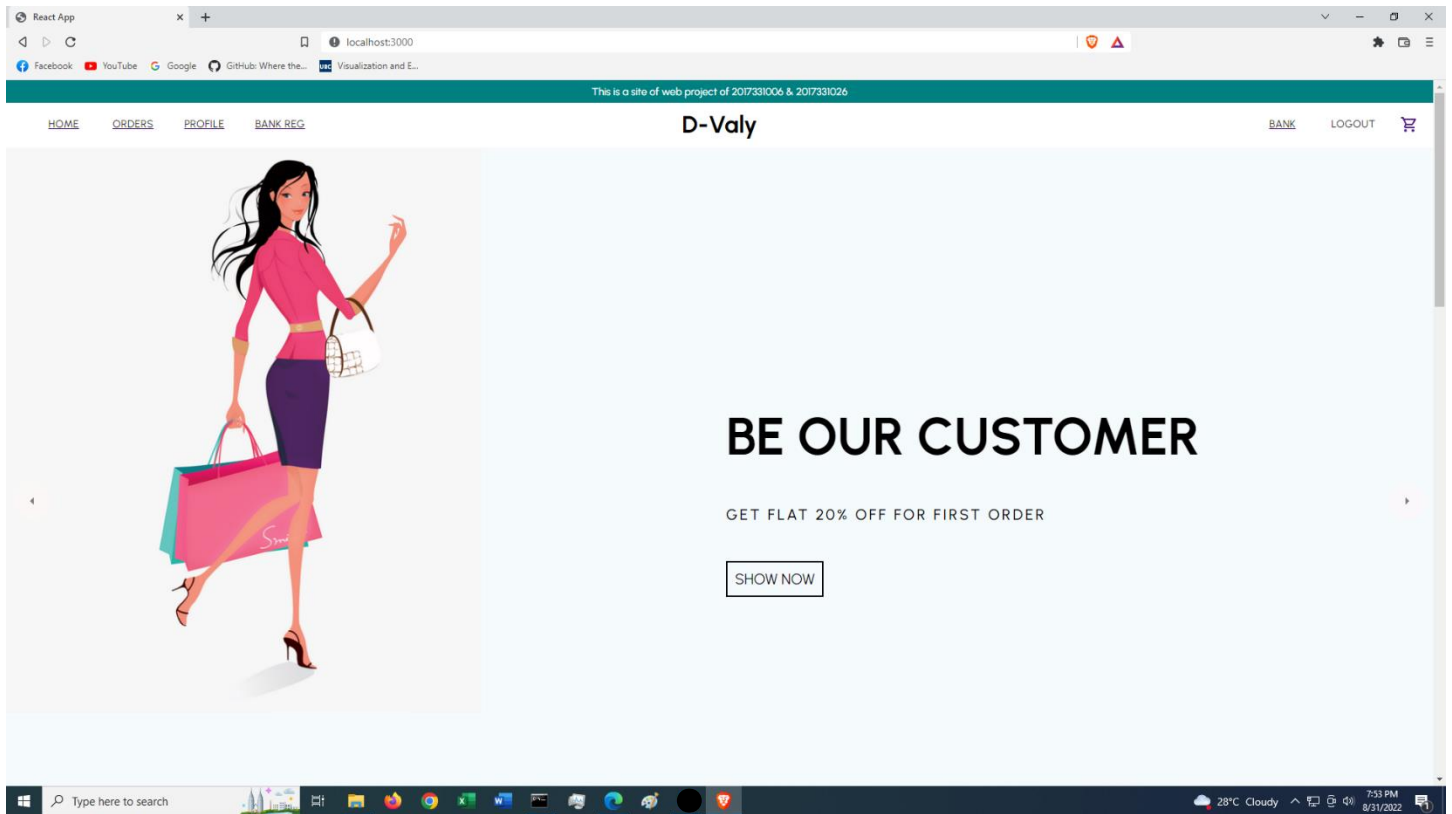 React App
localhost:3000
Facebook YouTube Google GitHub: Where the... UBC Visualization and E...
This is a site of web project of 2017331006 & 2017331026
HOME ORDERS PROFILE BANK REG D-Valy BANK LOGOUT
BE OUR CUSTOMER
GET FLAT 20% OFF FOR FIRST ORDER
SHOW NOW
Type here to search 28°C Cloudy 7:53 PM
8/31/2022